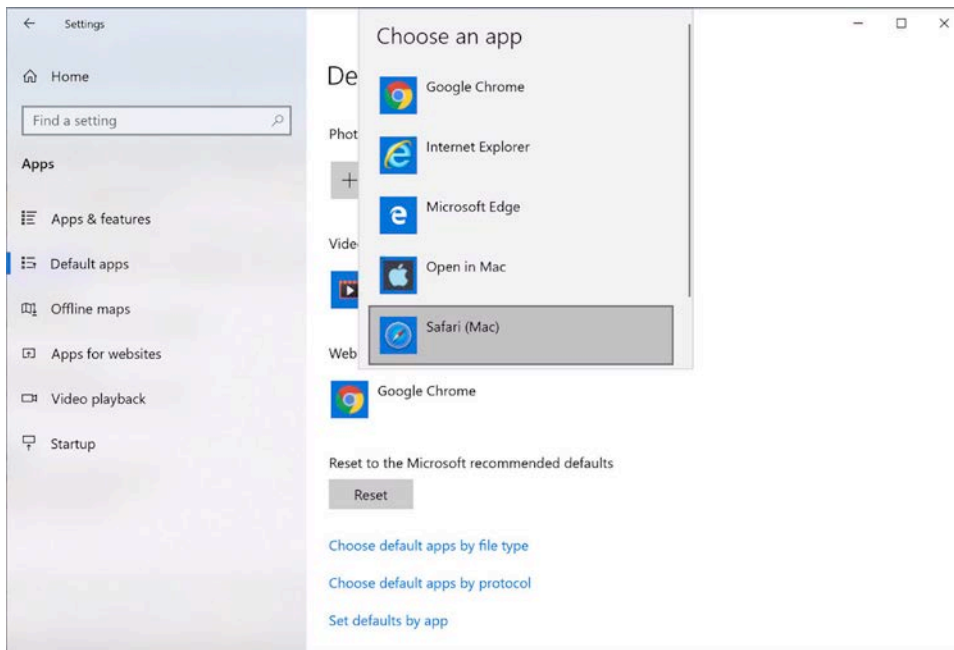 Settings
Home
Find a setting
Apps
Apps & features
Default apps
Offline maps
Apps for websites
Video playback
Startup
De
Phot
Vide
Web
Choose an app
Google Chrome
Internet Explorer
Microsoft Edge
Open in Mac
Safari (Mac)
Google Chrome
Reset to the Microsoft recommended defaults
Reset
Choose default apps by file type
Choose default apps by protocol
Set defaults by app